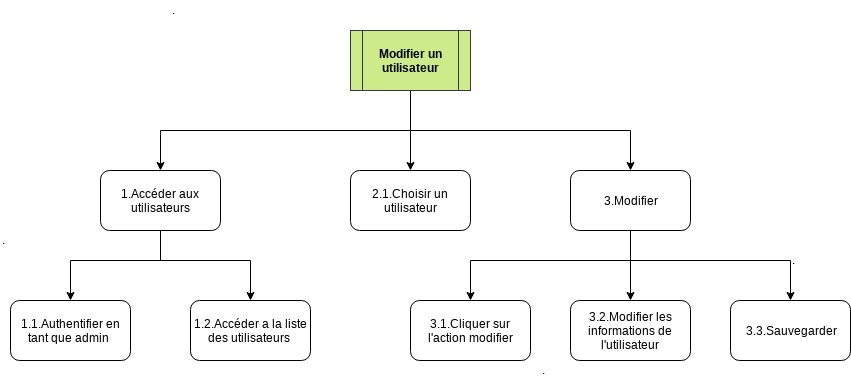 Modifier un
utilisateur
1.Accéder aux
utilisateurs
2.1.Choisir un
utilisateur
3.Modifier
1.1.Authentifier en
tant que admin
1.2.Accéder a la liste
des utilisateurs
3.1.Cliquer sur
l'action modifier
3.2.Modifier les
informations de
l'utilisateur
3.3.Sauvegarder